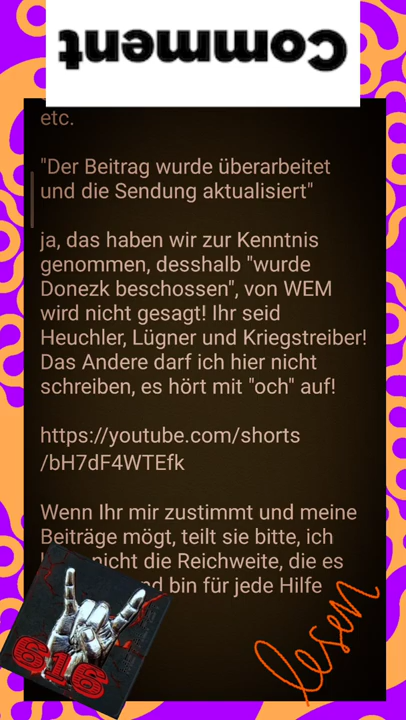 Comment
etc.
"Der Beitrag wurde überarbeitet
und die Sendung aktualisiert"
ja, das haben wir zur Kenntnis
genommen, desshalb "wurde
Donezk beschossen", von WEM
wird nicht gesagt! Ihr seid
Heuchler, Lügner und Kriegstreiber!
Das Andere darf ich hier nicht
schreiben, es hört mit "och" auf!
https://youtube.com/shorts
/bH7dF4WTEfk
Wenn Ihr mir zustimmt und meine
Beiträge mögt, teilt sie bitte, ich
nicht die Reichweite, die es
bin für jede Hilfe
616
lesen